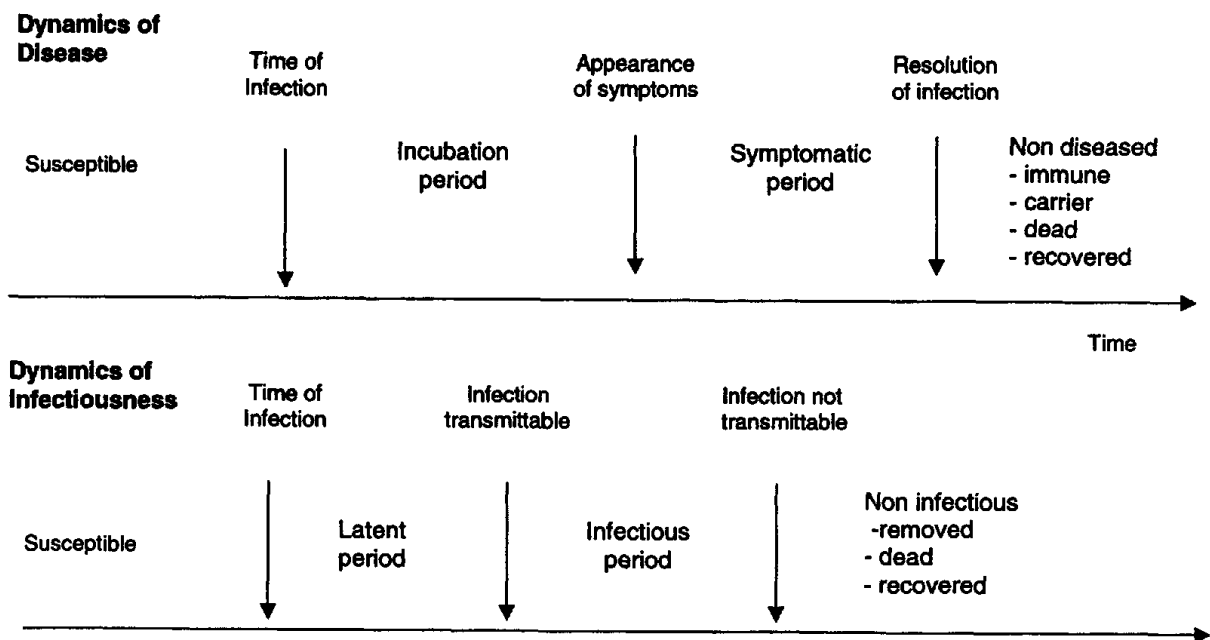 Dynamics of
Disease
Time of
Infection
Appearance
of symptoms
Resolution
of infection
Susceptible
Incubation
period
Symptomatic
period
Non diseased
- immune
- carrier
- dead
- recovered
Time
Dynamics of
Infectiousness
Time of
Infection
Infection
transmittable
Infection not
transmittable
Susceptible
Latent
period
Infectious
period
Non infectious
-removed
- dead
- recovered